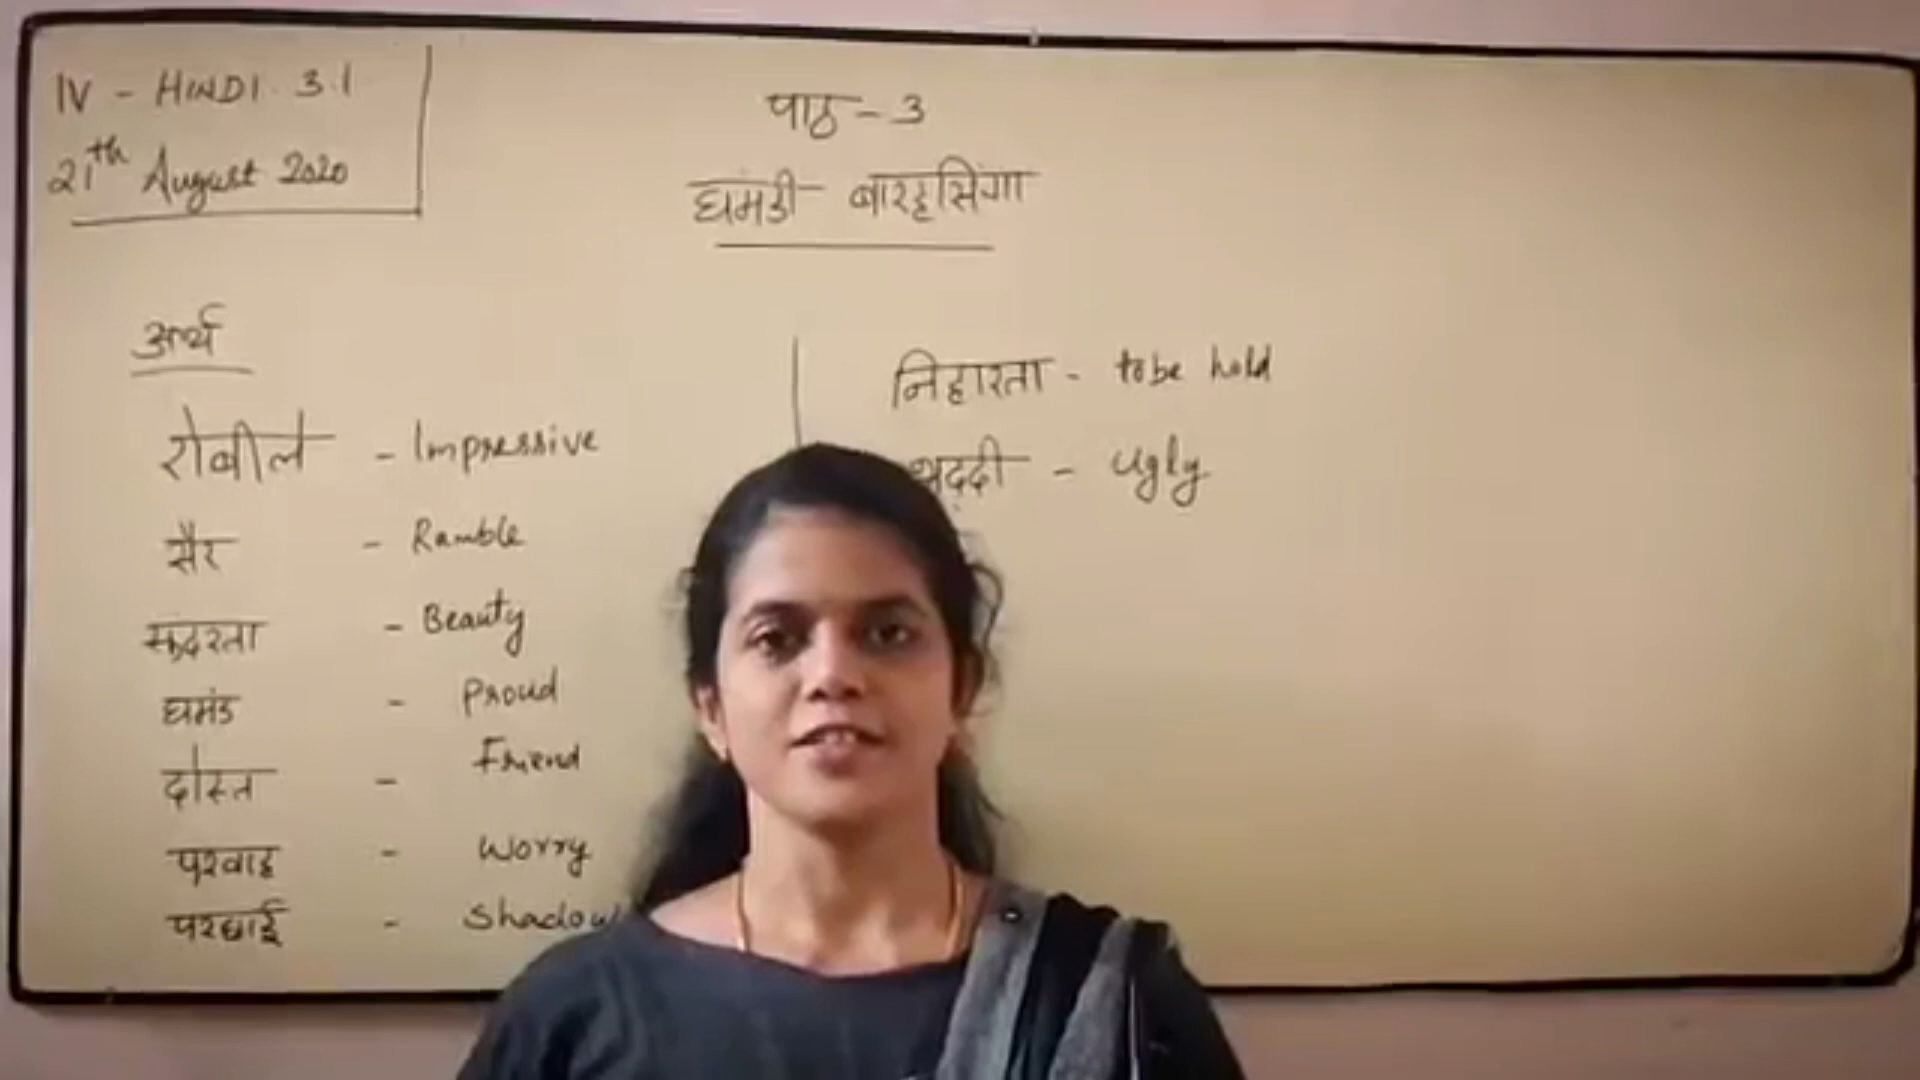 IV - HINDI 3.1
21th August 2020
पाठ - 3
घमंडी बारहसिंगा
अर्थ
रोबीले - Impressive
सैर - Ramble
सुंदरता - Beauty
घमंड - Proud
दोस्त - Friend
परवाह - Worry
परछाई - Shadow
निहारता - to be hold
भद्दी - Ugly